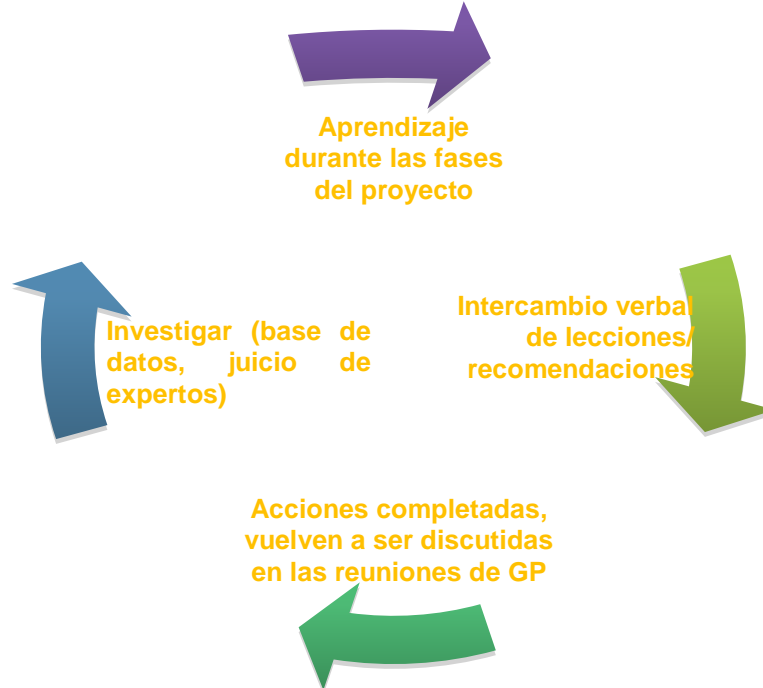 Aprendizaje
durante las fases
del proyecto
Intercambio verbal
de lecciones/
recomendaciones
Investigar (base de
datos, juicio de
expertos)
Acciones completadas,
vuelven a ser discutidas
en las reuniones de GP